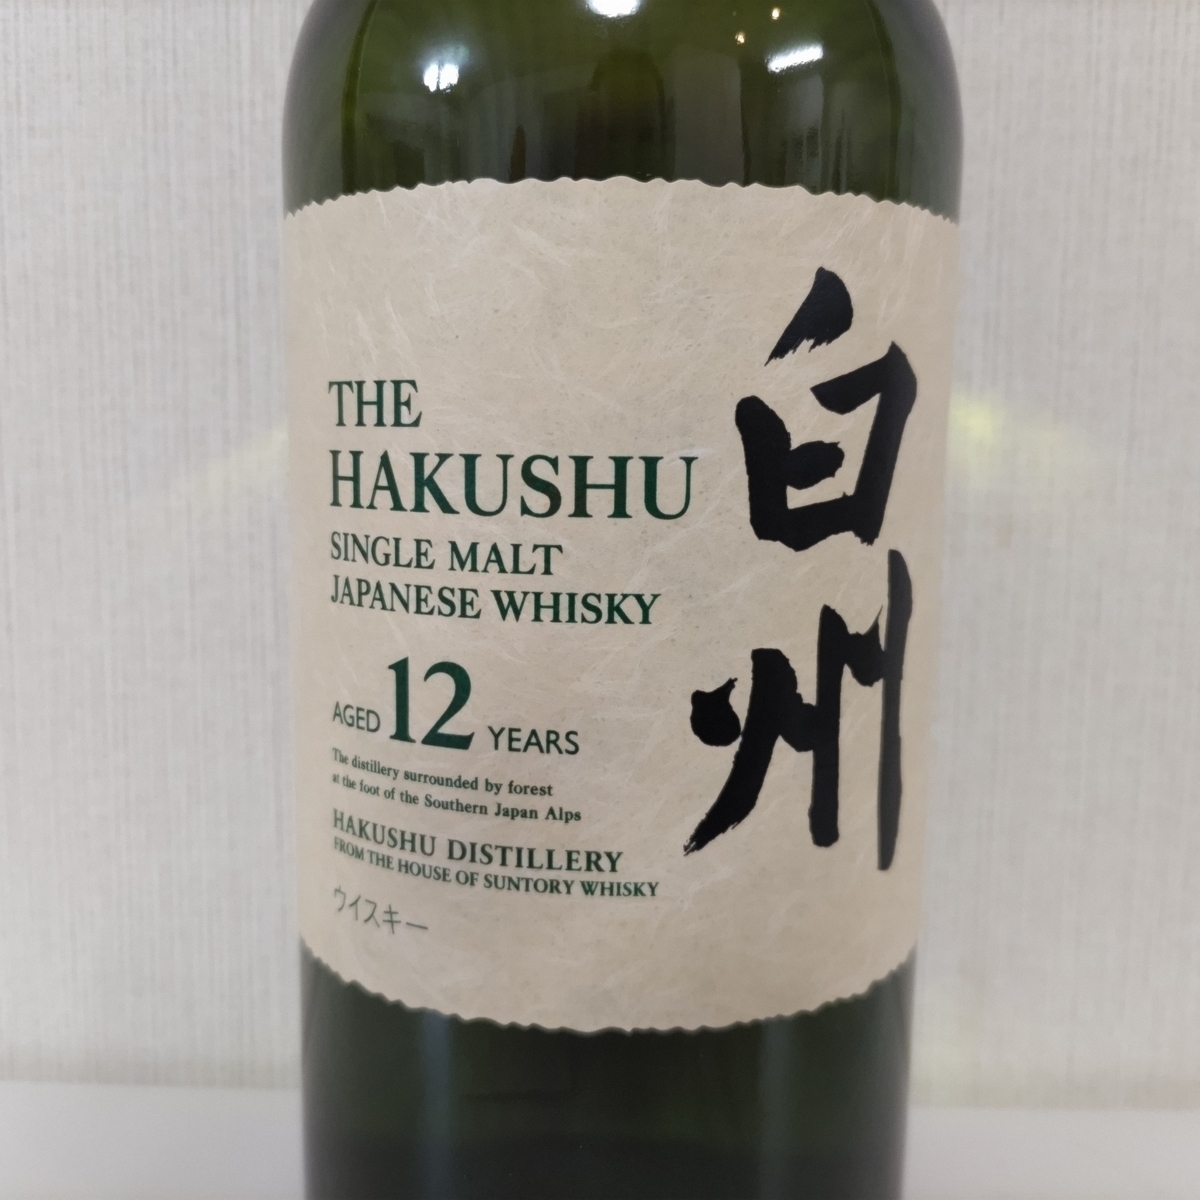 THE
HAKUSHU
SINGLE MALT
JAPANESE WHISKY
AGED 12 YEARS
The distillery surrounded by forest
at the foot of the Southern Japan Alps
HAKUSHU DISTILLERY
FROM THE HOUSE OF SUNTORY WHISKY
ウイスキー
白州